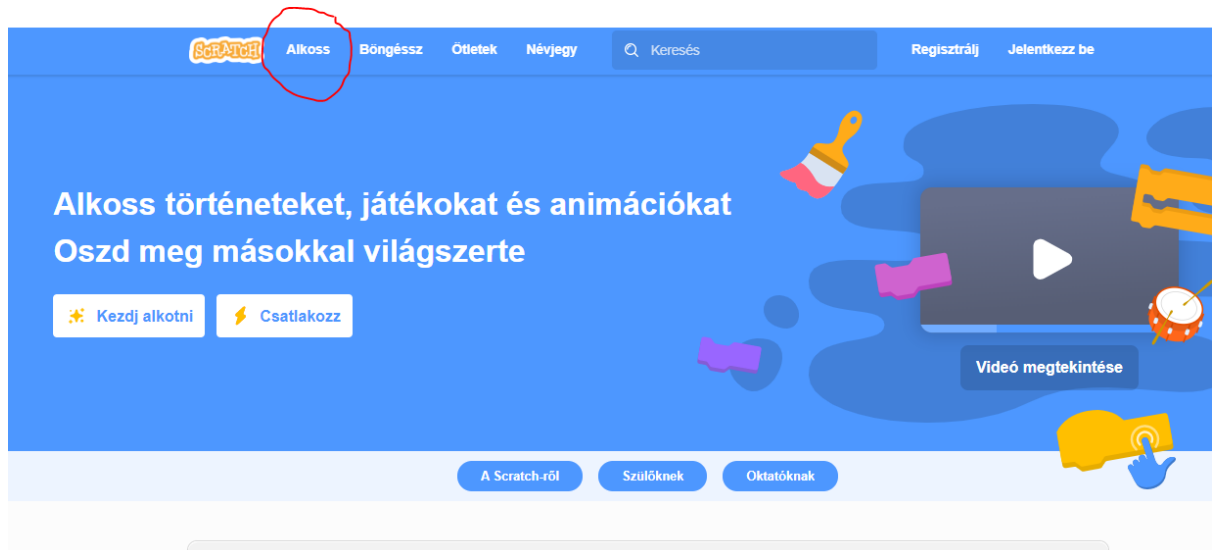 SCRATCH Alkoss Böngéssz Ötletek Névjegy Keresés Regisztrálj Jelentkezz be
Alkoss történeteket, játékokat és animációkat
Oszd meg másokkal világszerte
Kezdj alkotni Csatlakozz
Videó megtekintése
A Scratch-ről Szülőknek Oktatóknak